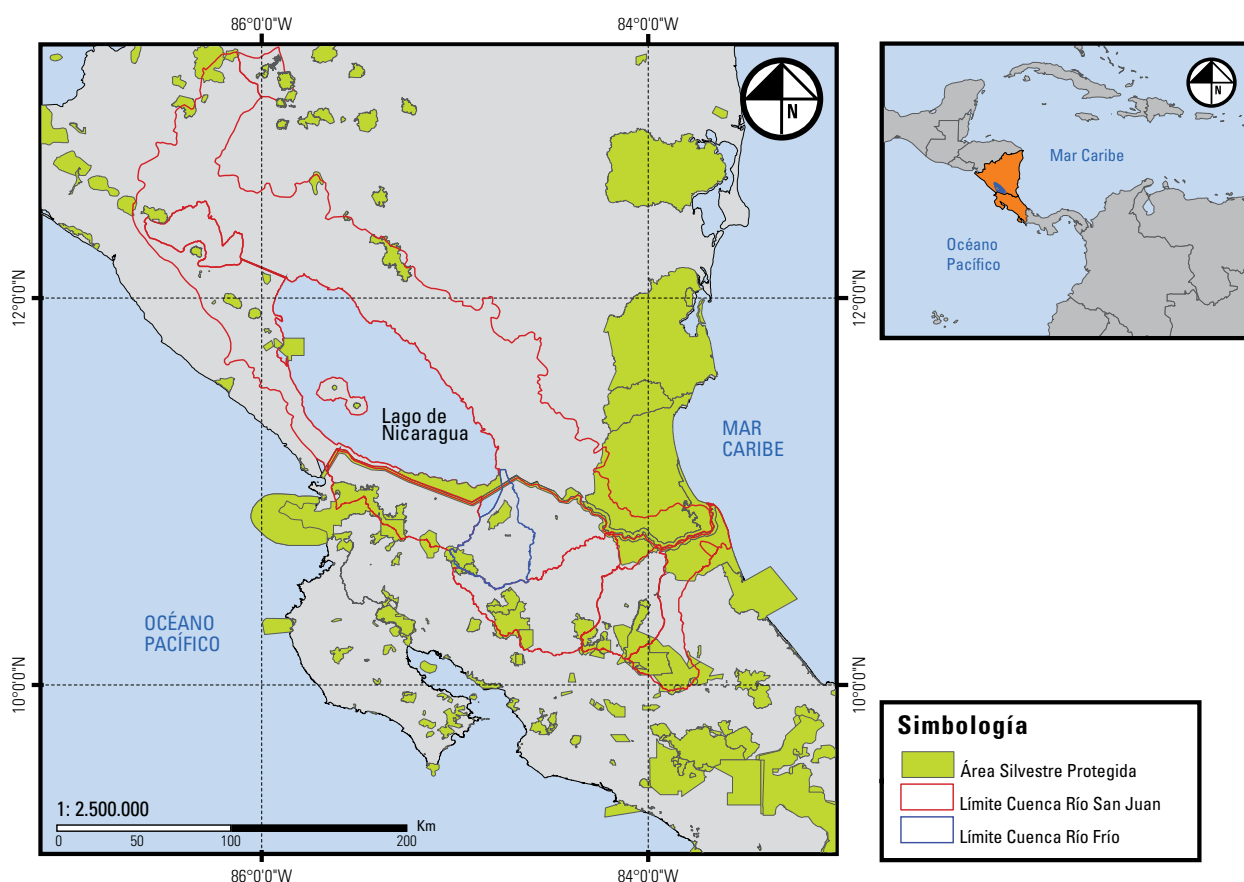 86°0'0"W
84°0'0"W
N
12°0'0"N
12°0'0"N
Lago de
Nicaragua
MAR
CARIBE
OCÉANO
PACÍFICO
10°0'0"N
10°0'0"N
1: 2.500.000
Km
0 50 100 200
86°0'0"W
84°0'0"W
N
Mar Caribe
Océano
Pacífico
Simbología
Área Silvestre Protegida
Límite Cuenca Río San Juan
Límite Cuenca Río Frío